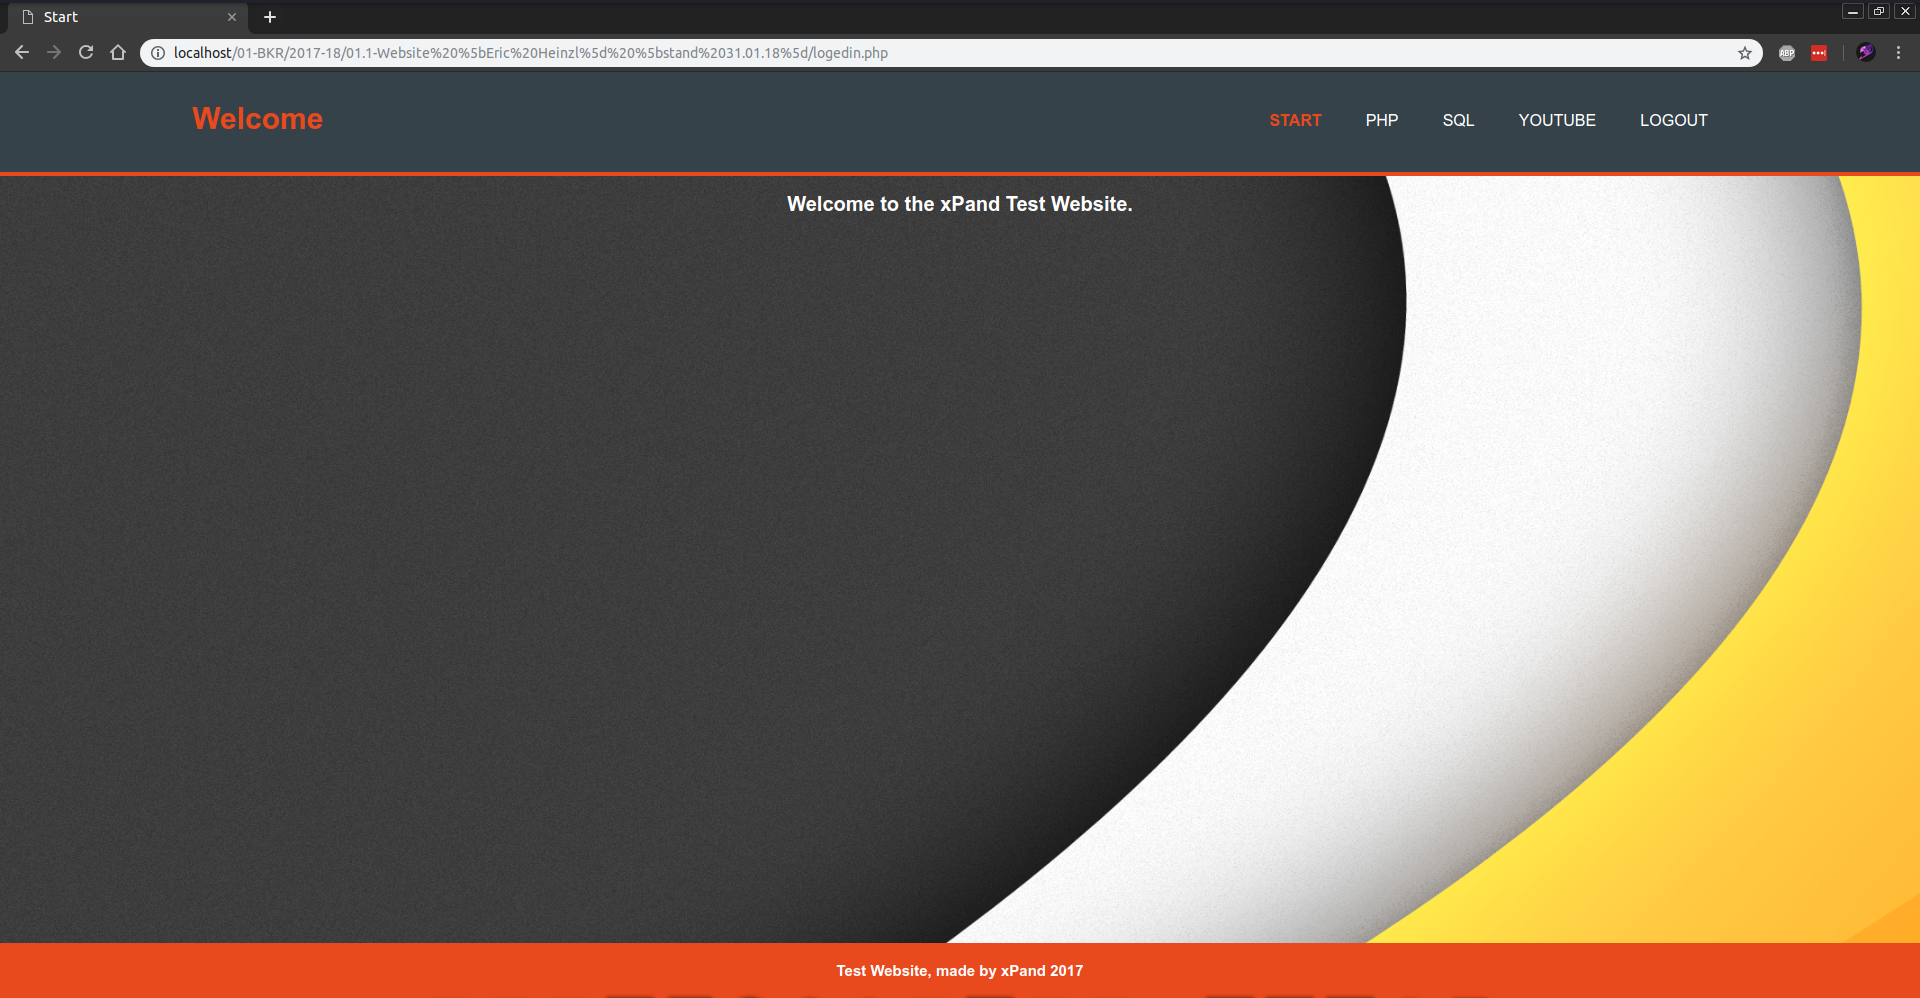 Start
localhost/01-BKR/2017-18/01.1-Website%20%5bEric%20Heinzl%5d%20%5bstand%2031.01.18%5d/logedin.php
ABP
Welcome
START PHP SQL YOUTUBE LOGOUT
Welcome to the xPand Test Website.
Test Website, made by xPand 2017